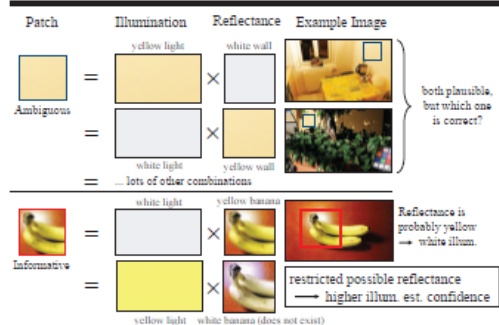 Patch Illumination Reflectance Example Image
yellow light white wall
Ambiguous
both plausible,
but which one
is correct?
white light yellow wall
= ... lots of other combinations
white light yellow banana
Informative
Reflectance is
probably yellow
→ white illum.
restricted possible reflectance
→ higher illum. est. confidence
yellow light white banana (does not exist)